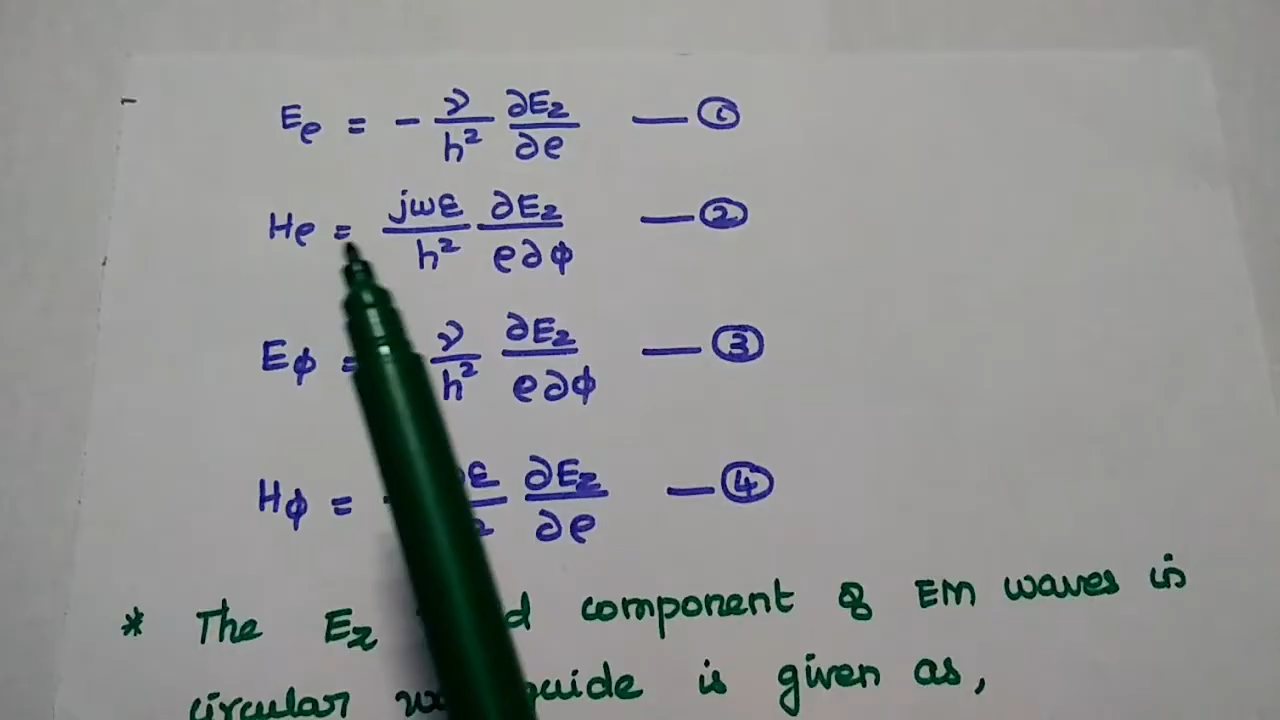 Eρ = - γ/h² ∂Ez/∂ρ — ①
Hρ = jωε/h² ∂Ez/ρ∂ϕ — ②
Eϕ = γ/h² ∂Ez/ρ∂ϕ — ③
Hϕ = ε ∂Ez/∂ρ — ④
* The Ez component of EM waves in
circular is given as,